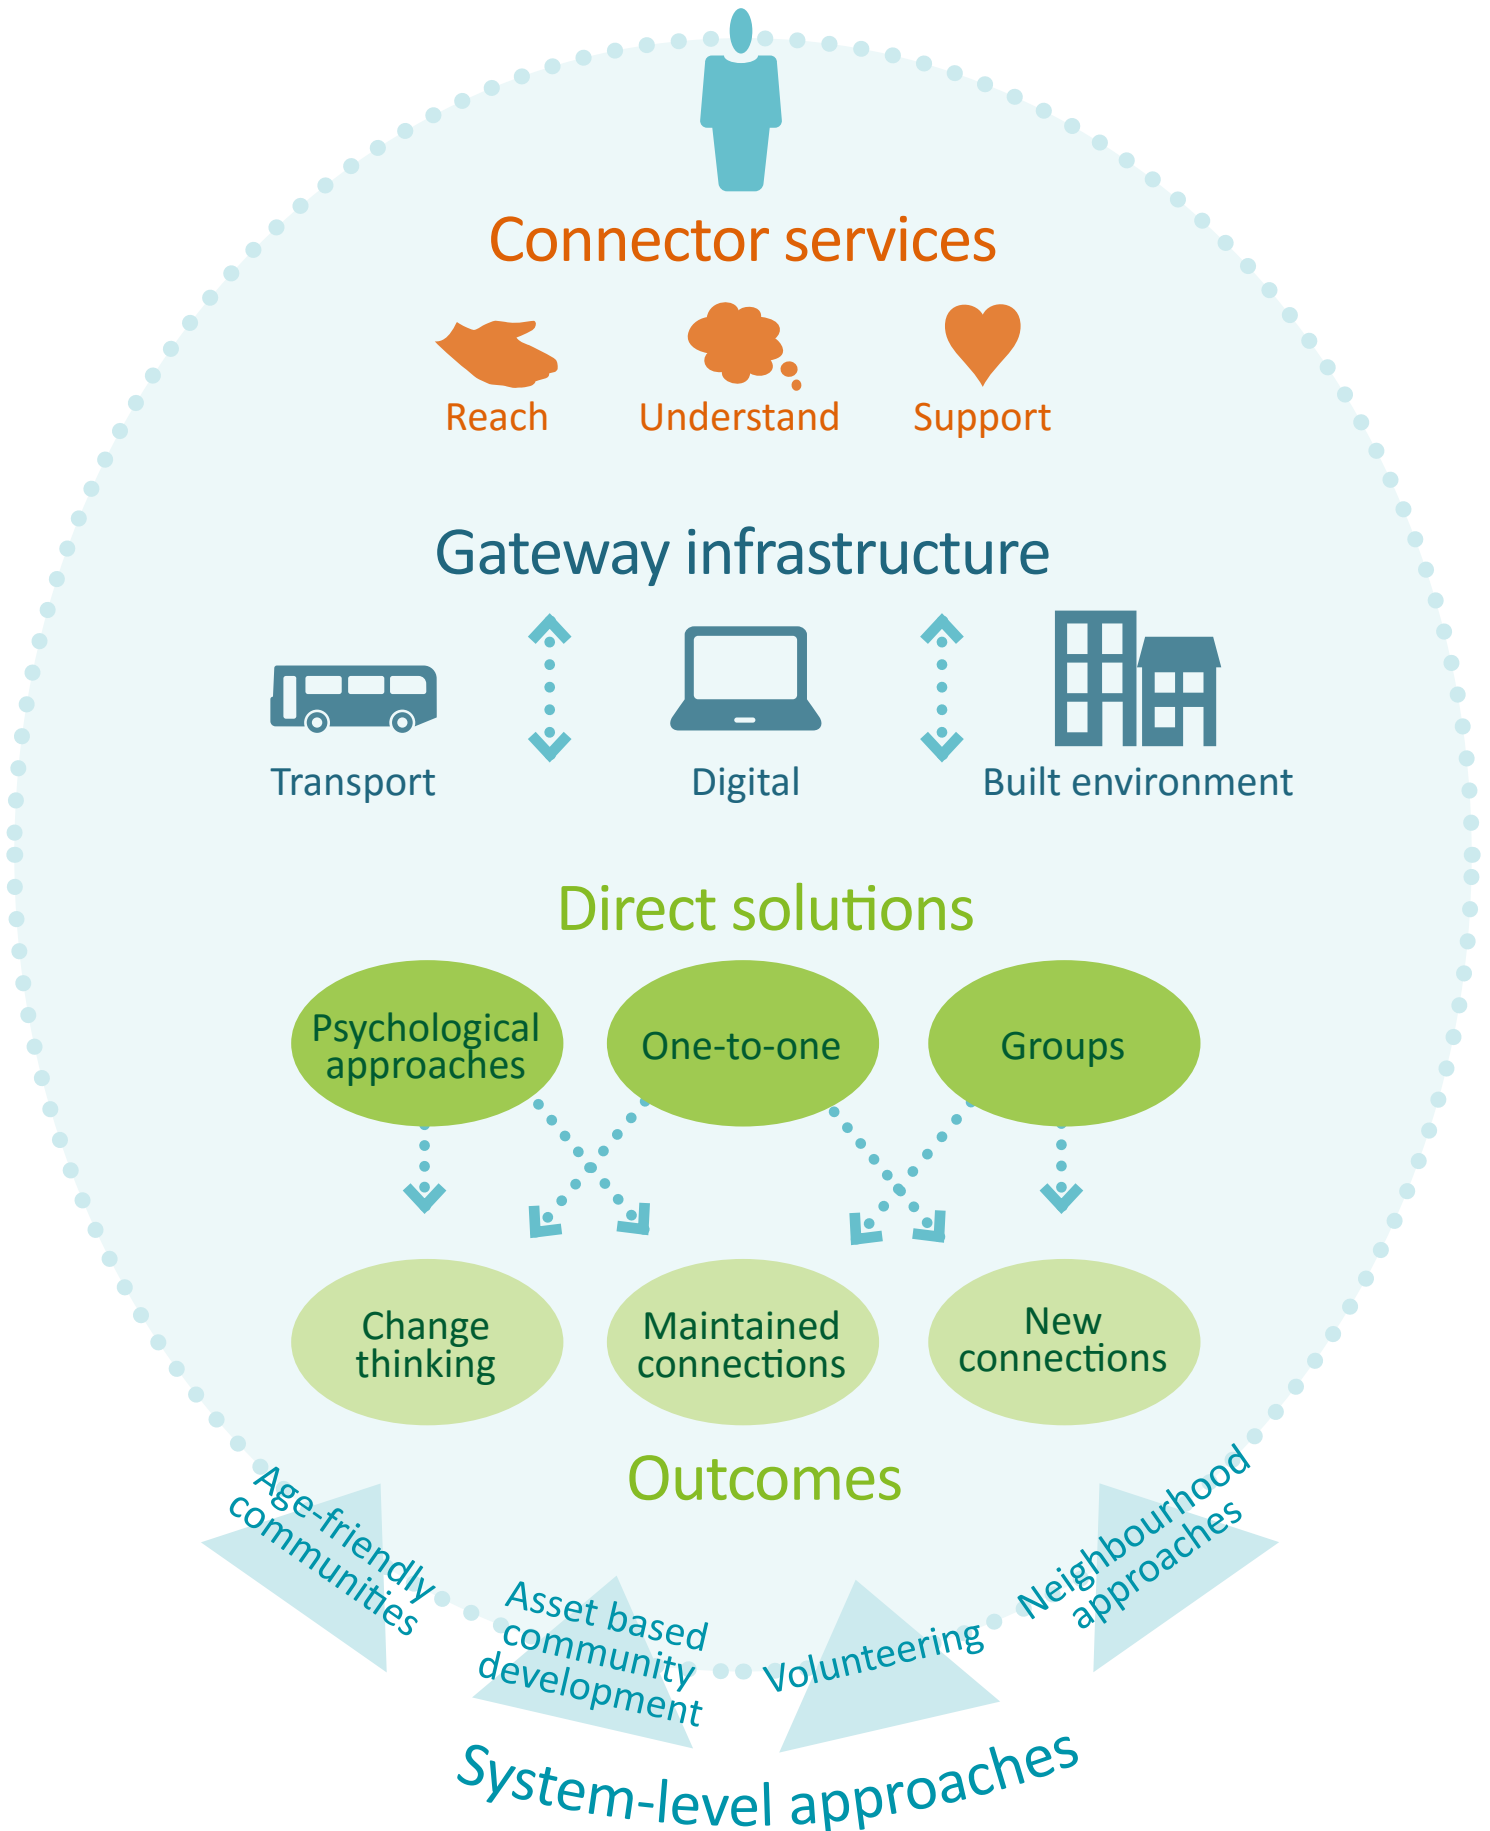 Connector services
Reach
Understand
Support
Gateway infrastructure
Transport
Digital
Built environment
Direct solutions
Psychological
approaches
One-to-one
Groups
Change
thinking
Maintained
connections
New
connections
Outcomes
Age-friendly
communities
Asset based
community
development
Volunteering
Neighbourhood
approaches
System-level approaches